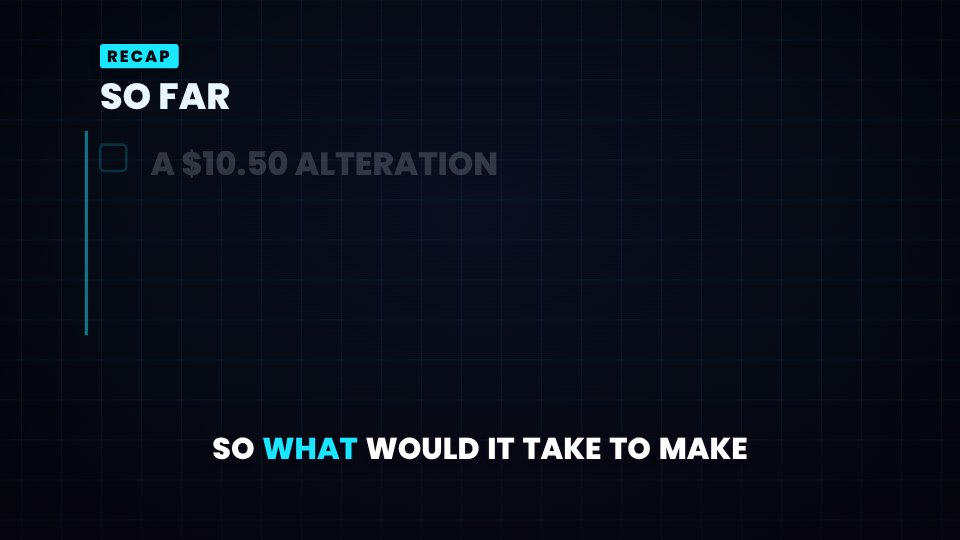 RECAP
SO FAR
A $10.50 ALTERATION
SO WHAT WOULD IT TAKE TO MAKE